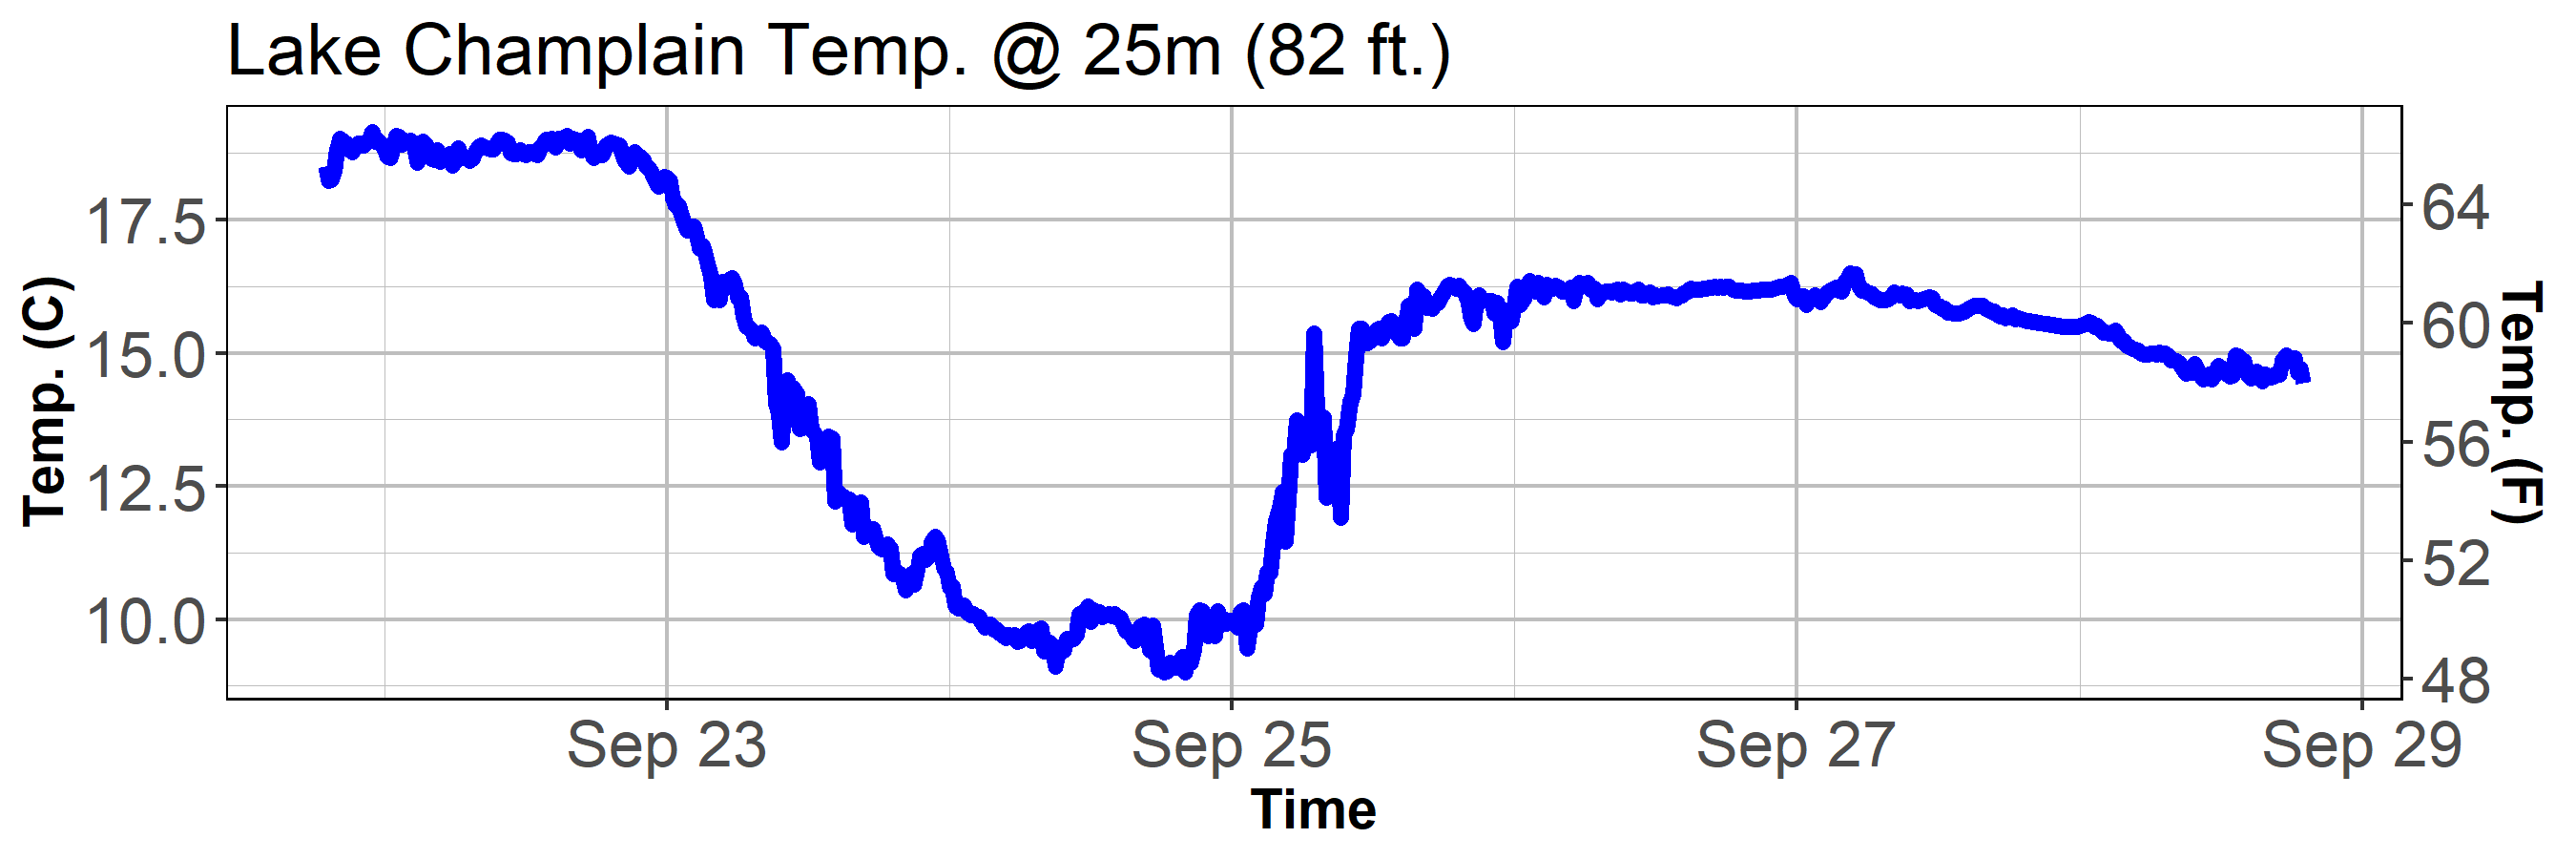 Lake Champlain Temp. @ 25m (82 ft.)
Temp. (C)
17.5
15.0
12.5
10.0
64
60
56
52
48
Temp. (F)
Sep 23 Sep 25 Sep 27 Sep 29
Time